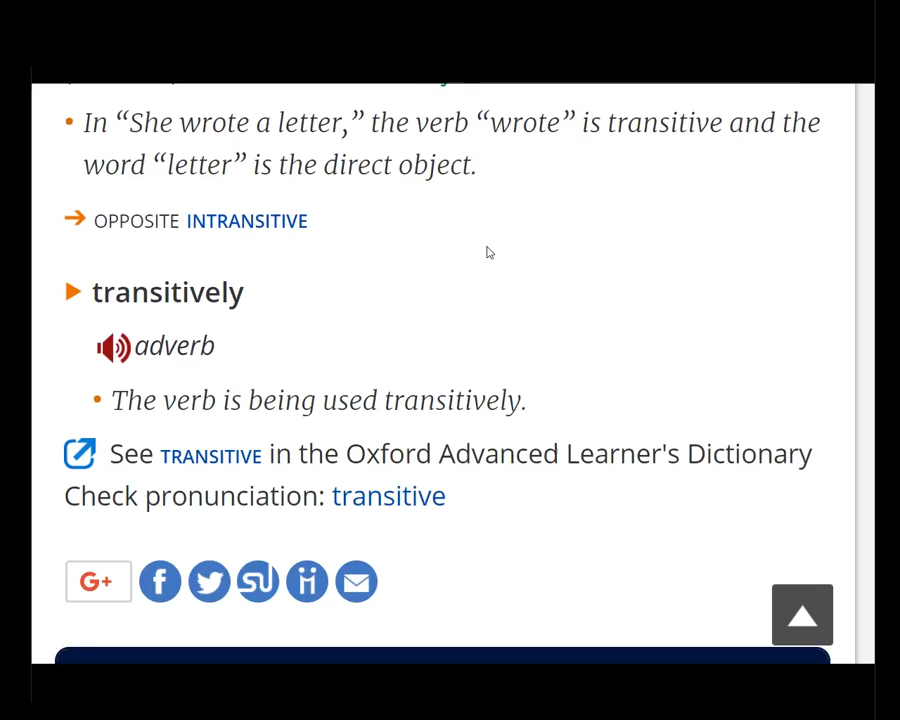 • In “She wrote a letter,” the verb “wrote” is transitive and the
word “letter” is the direct object.
➔ OPPOSITE INTRANSITIVE
▶ transitively
adverb
• The verb is being used transitively.
See TRANSITIVE in the Oxford Advanced Learner's Dictionary
Check pronunciation: transitive
G+